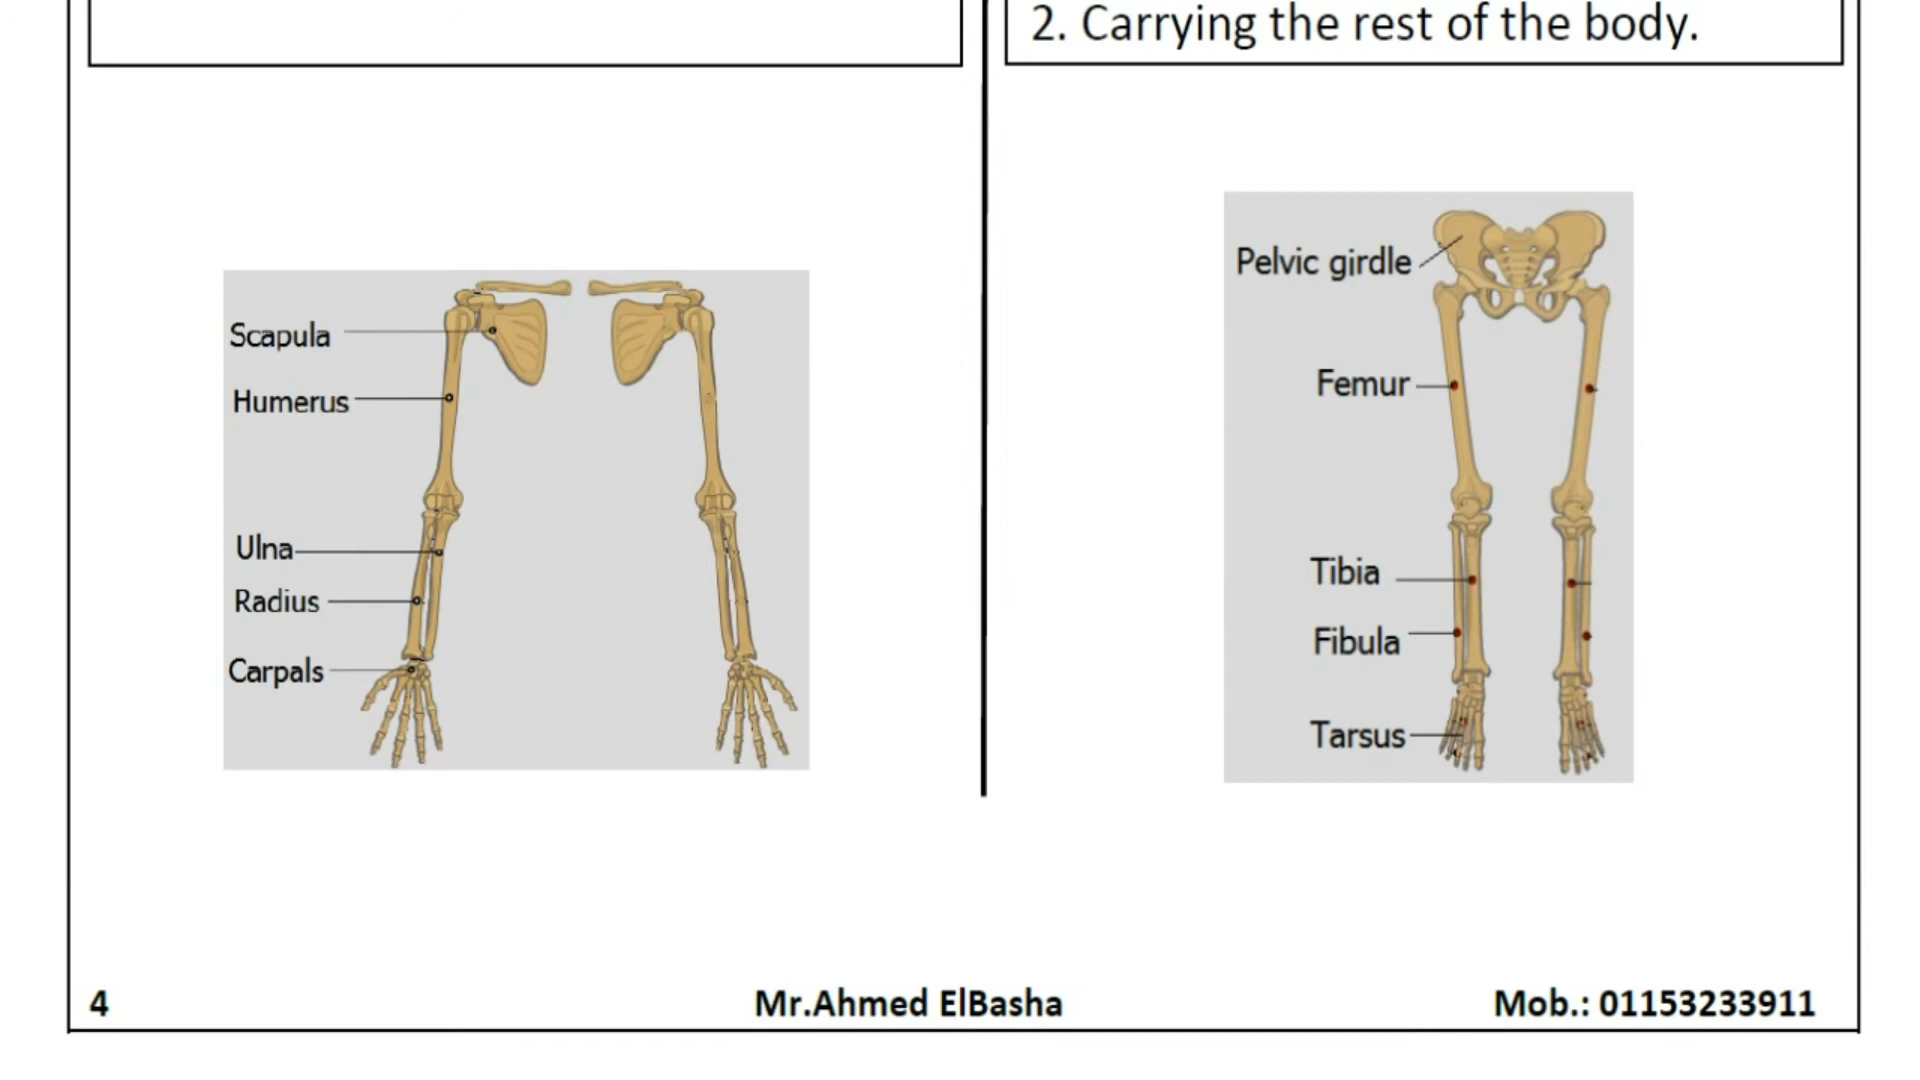 2. Carrying the rest of the body.
Scapula
Humerus
Ulna
Radius
Carpals
Pelvic girdle
Femur
Tibia
Fibula
Tarsus
4
Mr.Ahmed ElBasha
Mob.: 01153233911